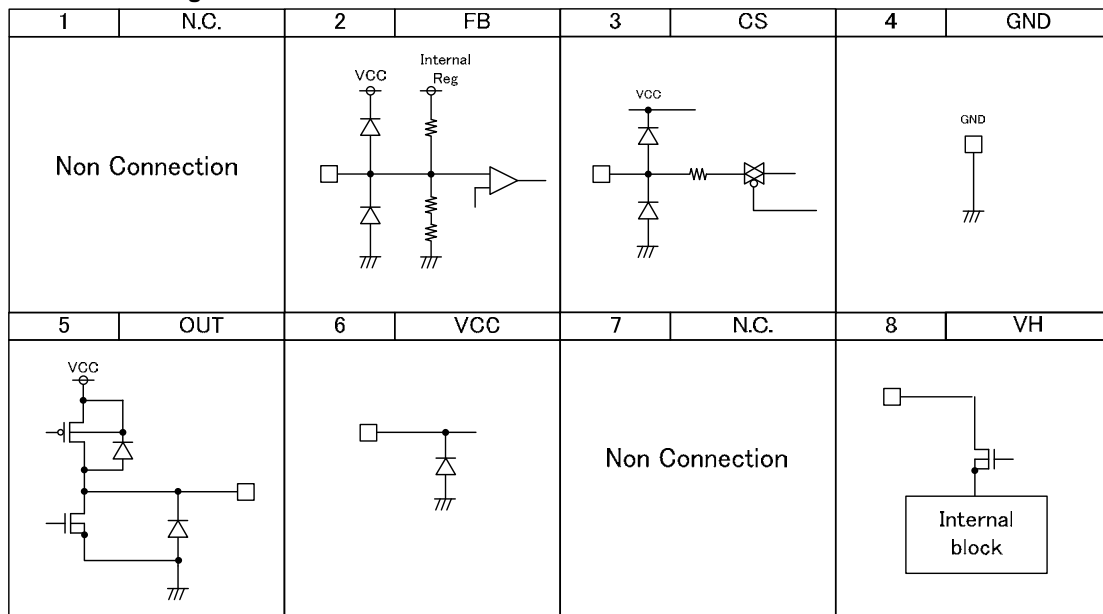 1 N.C. 2 FB 3 CS 4 GND
Non Connection
VCC
Internal
Reg
VCC
GND
5 OUT 6 VCC 7 N.C. 8 VH
VCC
Non Connection
Internal
block